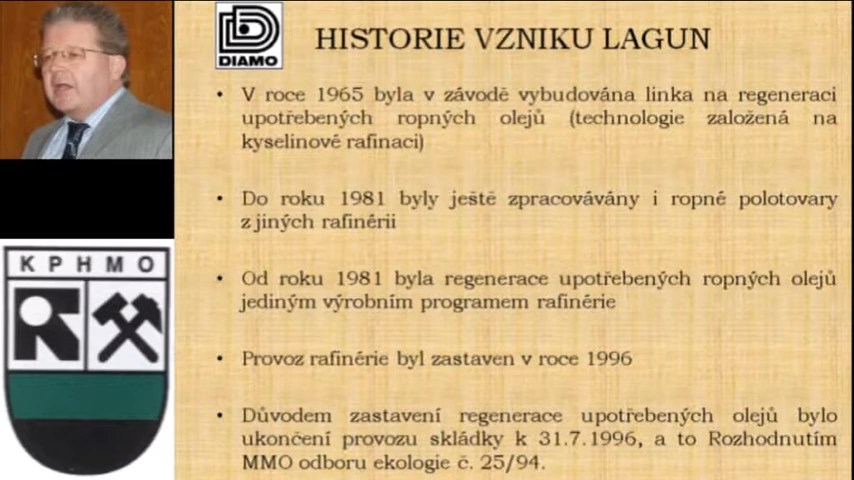 DIAMO
HISTORIE VZNIKU LAGUN
• V roce 1965 byla v závodě vybudována linka na regeneraci
upotřebených ropných olejů (technologie založená na
kyselinové rafinaci)
• Do roku 1981 byly ještě zpracovávány i ropné polotovary
z jiných rafinérii
• Od roku 1981 byla regenerace upotřebených ropných olejů
jediným výrobním programem rafinérie
• Provoz rafinérie byl zastaven v roce 1996
• Důvodem zastavení regenerace upotřebených olejů bylo
ukončení provozu skládky k 31.7.1996, a to Rozhodnutím
MMO odboru ekologie č. 25/94.
KPHMO